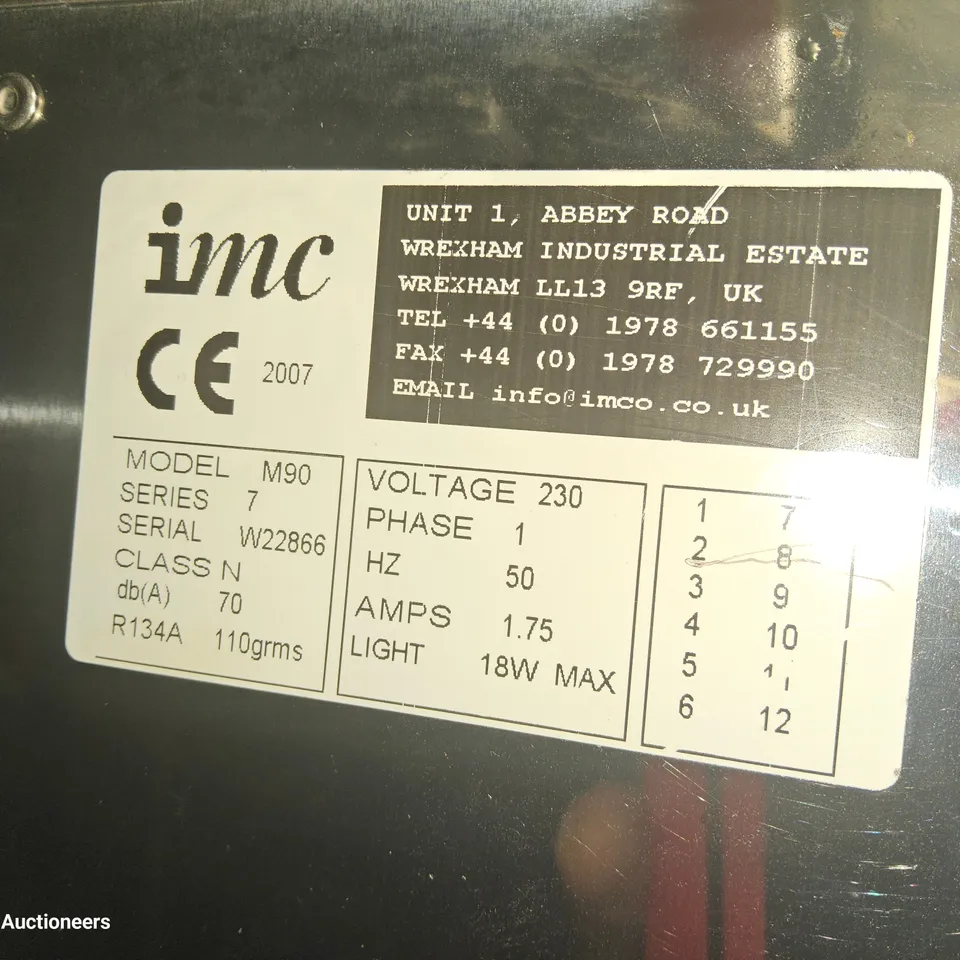 imc
CE 2007
UNIT 1, ABBEY ROAD
WREXHAM INDUSTRIAL ESTATE
WREXHAM LL13 9RF, UK
TEL +44 (0) 1978 661155
FAX +44 (0) 1978 729990
EMAIL info@imco.co.uk
MODEL M90
SERIES 7
SERIAL W22866
CLASS N
db(A) 70
R134A 110grms
VOLTAGE 230
PHASE 1
HZ 50
AMPS 1.75
LIGHT 18W MAX
1 7
2 8
3 9
4 10
5 11
6 12
Auctioneers